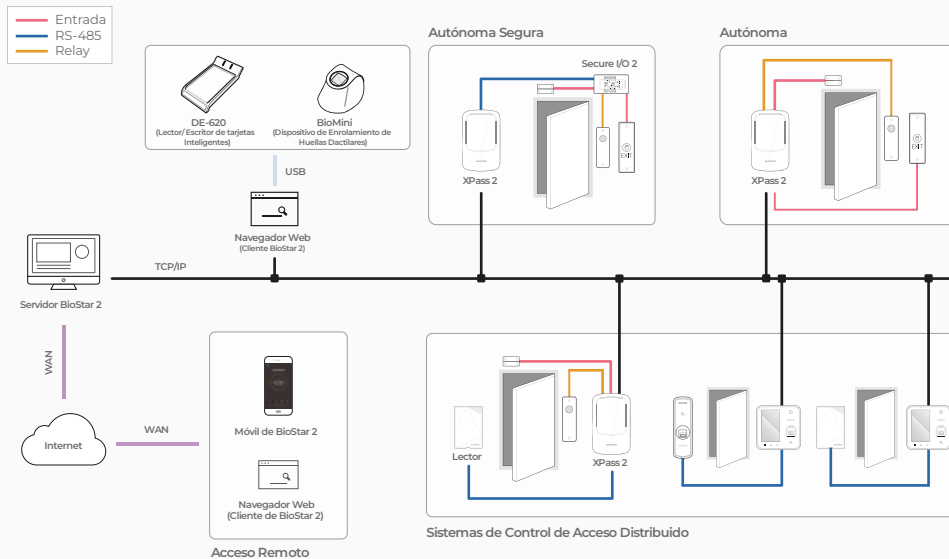 Entrada
RS-485
Relay
DE-620
(Lector/ Escritor de tarjetas
Inteligentes)
BioMini
(Dispositivo de Enrolamiento de
Huellas Dactilares)
USB
Navegador Web
(Cliente BioStar 2)
TCP/IP
Servidor BioStar 2
WAN
Internet
WAN
Móvil de BioStar 2
Navegador Web
(Cliente de BioStar 2)
Acceso Remoto
Autónoma Segura
Secure I/O 2
EXIT
XPass 2
Autónoma
EXIT
XPass 2
Lector
XPass 2
Sistemas de Control de Acceso Distribuido